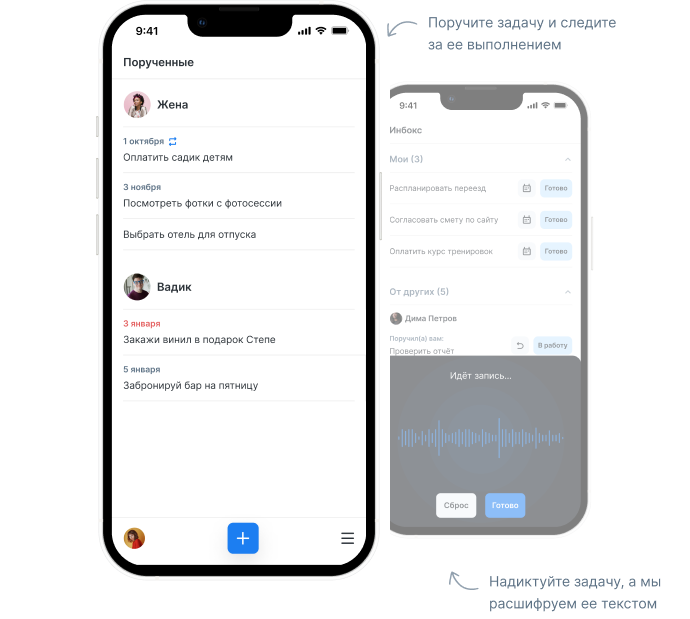 Поручите задачу и следите
за ее выполнением
9:41
Порученные
Жена
1 октября
Оплатить садик детям
3 ноября
Посмотреть фотки с фотосессии
Выбрать отель для отпуска
Вадик
3 января
Закажи винил в подарок Степе
5 января
Забронируй бар на пятницу
9:41
Инбокс
Мои (3)
Распланировать переезд
Готово
Согласовать смету по сайту
Готово
Оплатить курс тренировок
Готово
От других (5)
Дима Петров
Поручил(а) вам:
Проверить отчёт
В работу
Идёт запись...
Сброс
Готово
Надиктуйте задачу, а мы
расшифруем ее текстом